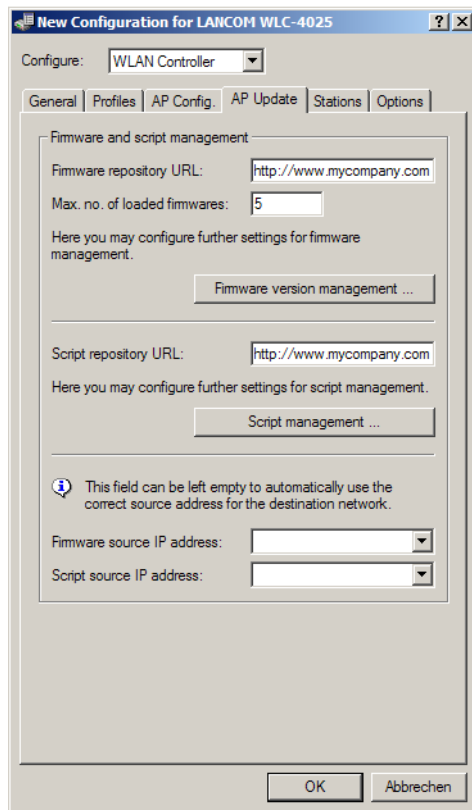 New Configuration for LANCOM WLC-4025
Configure: WLAN Controller
General Profiles AP Config. AP Update Stations Options
Firmware and script management
Firmware repository URL: http://www.mycompany.com
Max. no. of loaded firmwares: 5
Here you may configure further settings for firmware
management.
Firmware version management ...
Script repository URL: http://www.mycompany.com
Here you may configure further settings for script management.
Script management ...
This field can be left empty to automatically use the
correct source address for the destination network.
Firmware source IP address:
Script source IP address:
OK Abbrechen